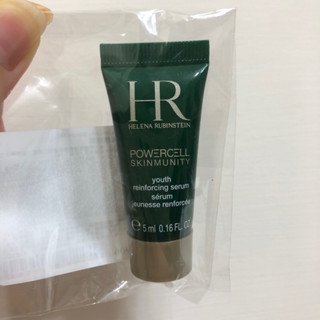 HR
HELENA RUBINSTEIN
POWERCELL
SKINMUNITY
youth
reinforcing serum
sérum
jeunesse renforcée
e 5 ml 0.16 FL OZ